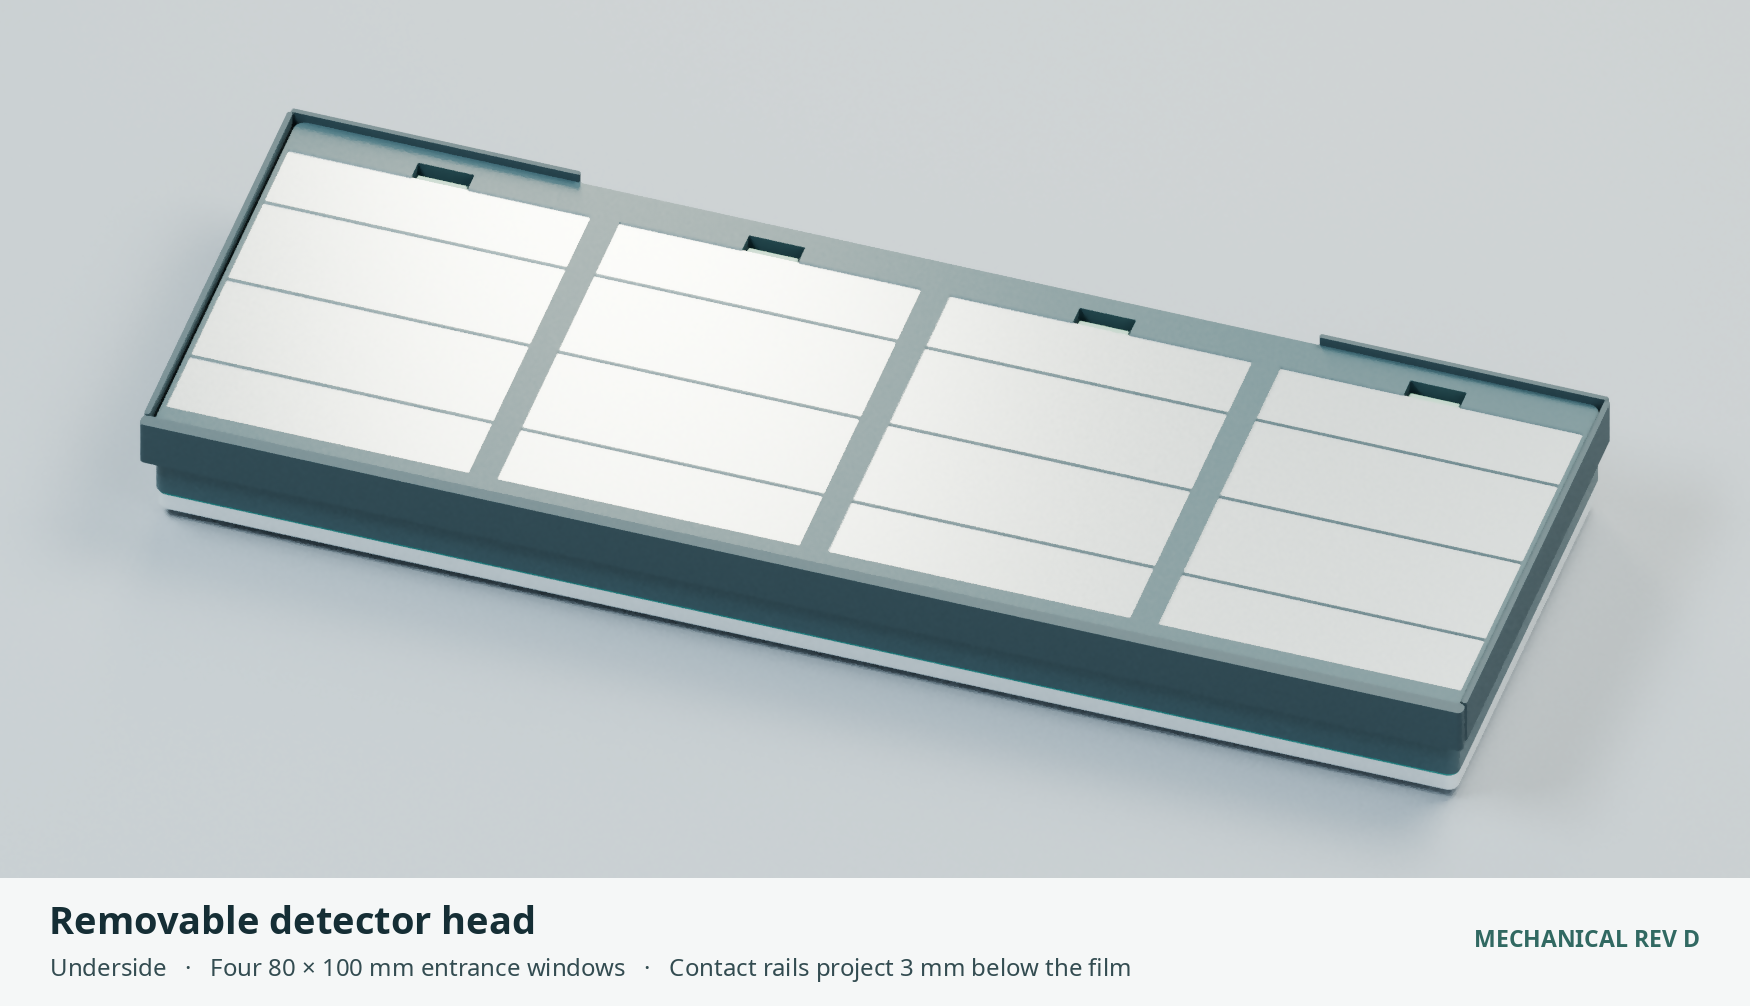 Removable detector head
Underside · Four 80 × 100 mm entrance windows · Contact rails project 3 mm below the film
MECHANICAL REV D